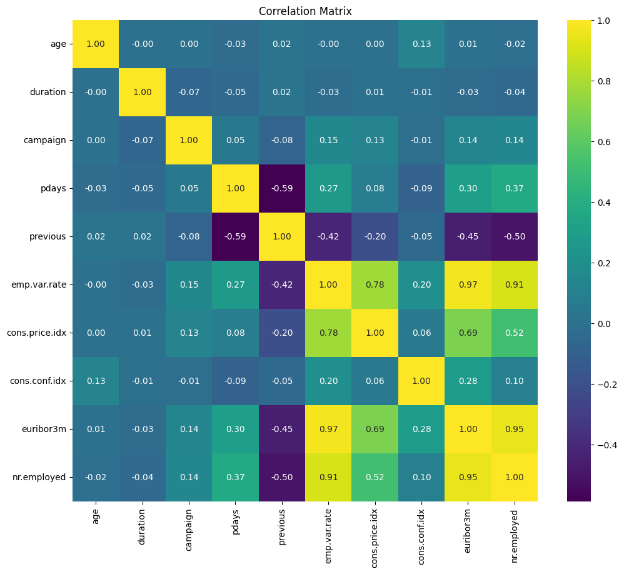 Correlation Matrix
age 1.00 -0.00 0.00 -0.03 0.02 -0.00 0.00 0.13 0.01 -0.02
duration -0.00 1.00 -0.07 -0.05 0.02 -0.03 0.01 -0.01 -0.03 -0.04
campaign 0.00 -0.07 1.00 0.05 -0.08 0.15 0.13 -0.01 0.14 0.14
pdays -0.03 -0.05 0.05 1.00 -0.59 0.27 0.08 -0.09 0.30 0.37
previous 0.02 0.02 -0.08 -0.59 1.00 -0.42 -0.20 -0.05 -0.45 -0.50
emp.var.rate -0.00 -0.03 0.15 0.27 -0.42 1.00 0.78 0.20 0.97 0.91
cons.price.idx 0.00 0.01 0.13 0.08 -0.20 0.78 1.00 0.06 0.69 0.52
cons.conf.idx 0.13 -0.01 -0.01 -0.09 -0.05 0.20 0.06 1.00 0.28 0.10
euribor3m 0.01 -0.03 0.14 0.30 -0.45 0.97 0.69 0.28 1.00 0.95
nr.employed -0.02 -0.04 0.14 0.37 -0.50 0.91 0.52 0.10 0.95 1.00
age duration campaign pdays previous emp.var.rate cons.price.idx cons.conf.idx euribor3m nr.employed
1.0
0.8
0.6
0.4
0.2
0.0
−0.2
−0.4